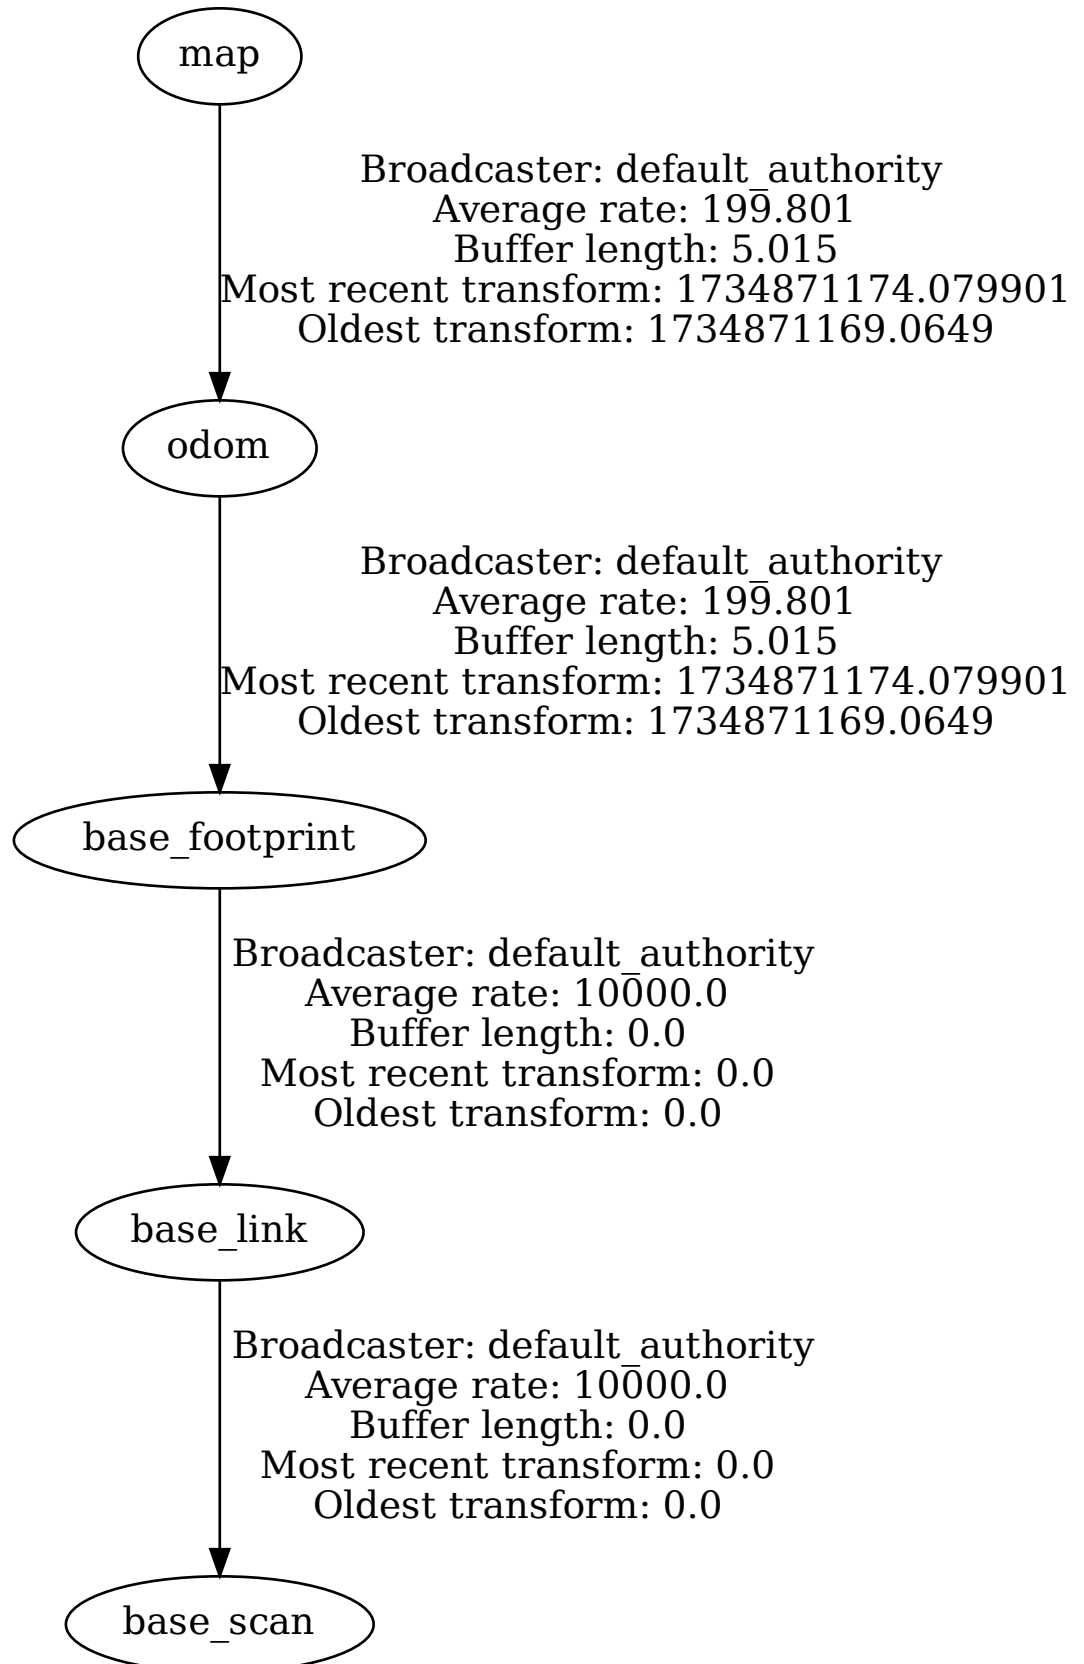 map
Broadcaster: default_authority
Average rate: 199.801
Buffer length: 5.015
Most recent transform: 1734871174.079901
Oldest transform: 1734871169.0649
odom
Broadcaster: default_authority
Average rate: 199.801
Buffer length: 5.015
Most recent transform: 1734871174.079901
Oldest transform: 1734871169.0649
base_footprint
Broadcaster: default_authority
Average rate: 10000.0
Buffer length: 0.0
Most recent transform: 0.0
Oldest transform: 0.0
base_link
Broadcaster: default_authority
Average rate: 10000.0
Buffer length: 0.0
Most recent transform: 0.0
Oldest transform: 0.0
base_scan